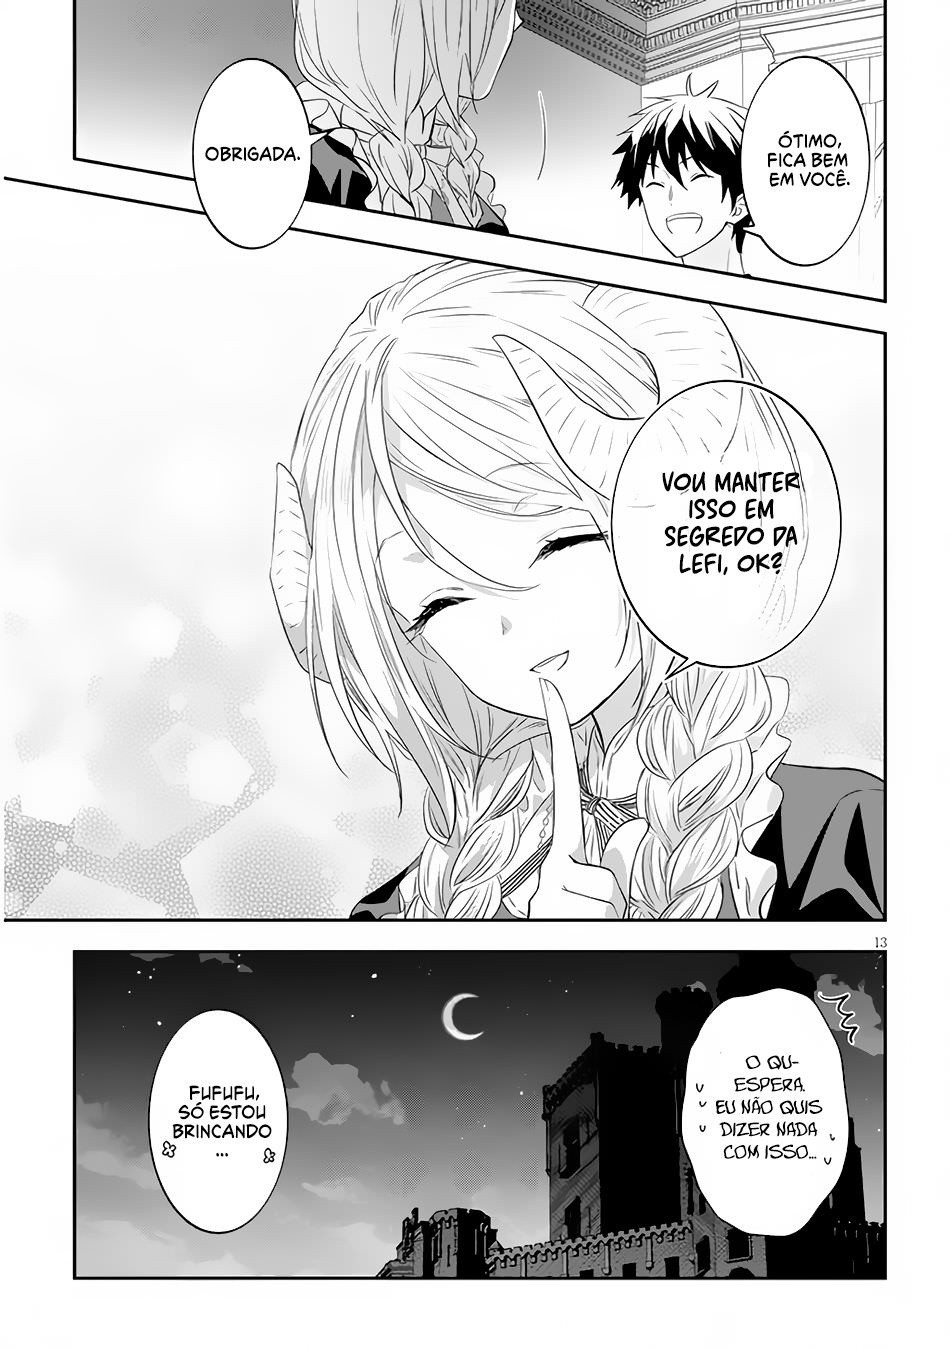 ÓTIMO,
FICA BEM
EM VOCÊ.
OBRIGADA.
VOU MANTER
ISSO EM
SEGREDO DA
LEFI, OK?
13
O QU-
ESPERA.
EU NÃO QUIS
DIZER NADA
COM ISSO...
FUFUFU,
SÓ ESTOU
BRINCANDO
...